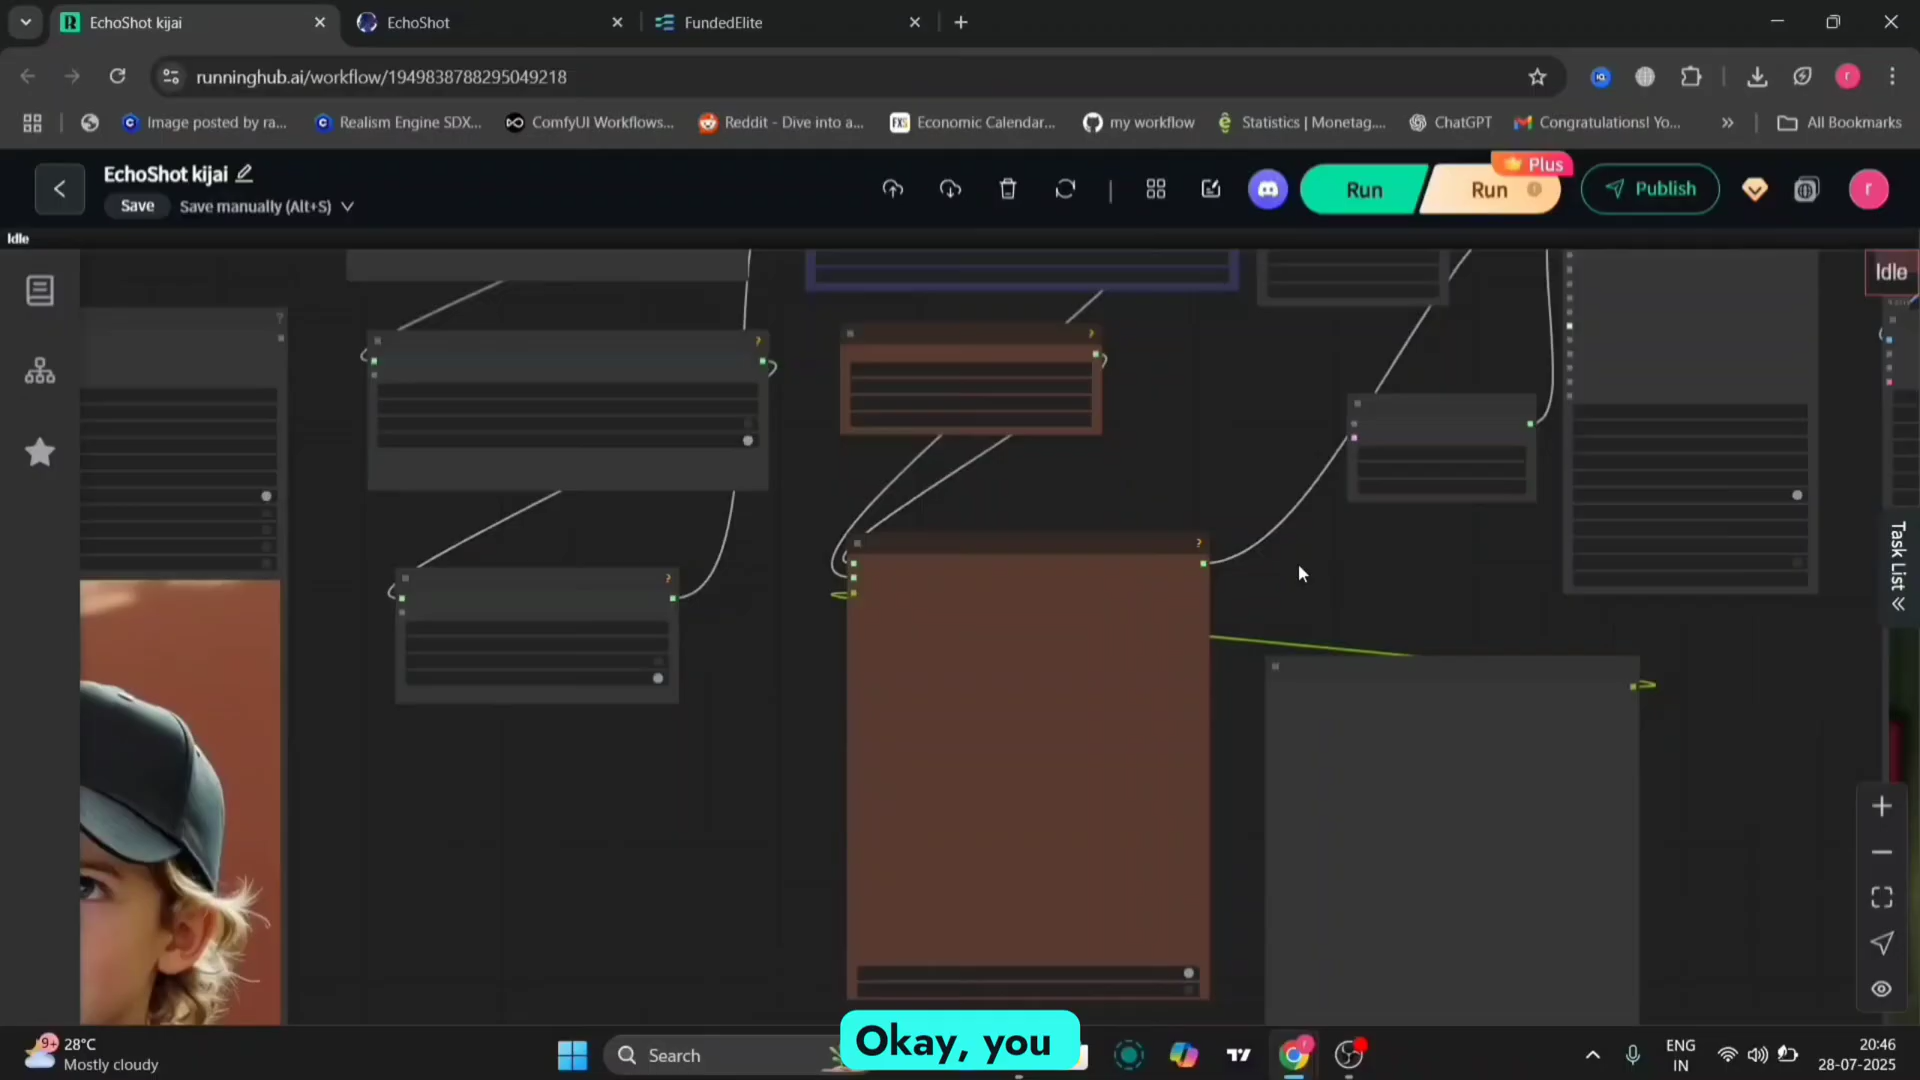 EchoShot kijai
EchoShot
FundedElite
runninghub.ai/workflow/1949838788295049218
Image posted by ra...
Realism Engine SDX...
ComfyUI Workflows...
Reddit - Dive into a...
Economic Calendar...
my workflow
Statistics | Monetag....
ChatGPT
Congratulations! Yo...
All Bookmarks
EchoShot kijai
Save
Save manually (Alt+S)
Run
Run
Plus
Publish
r
Idle
Idle
Task List
Okay, you
9+
28°C
Mostly cloudy
Search
ENG
IN
20:46
28-07-2025